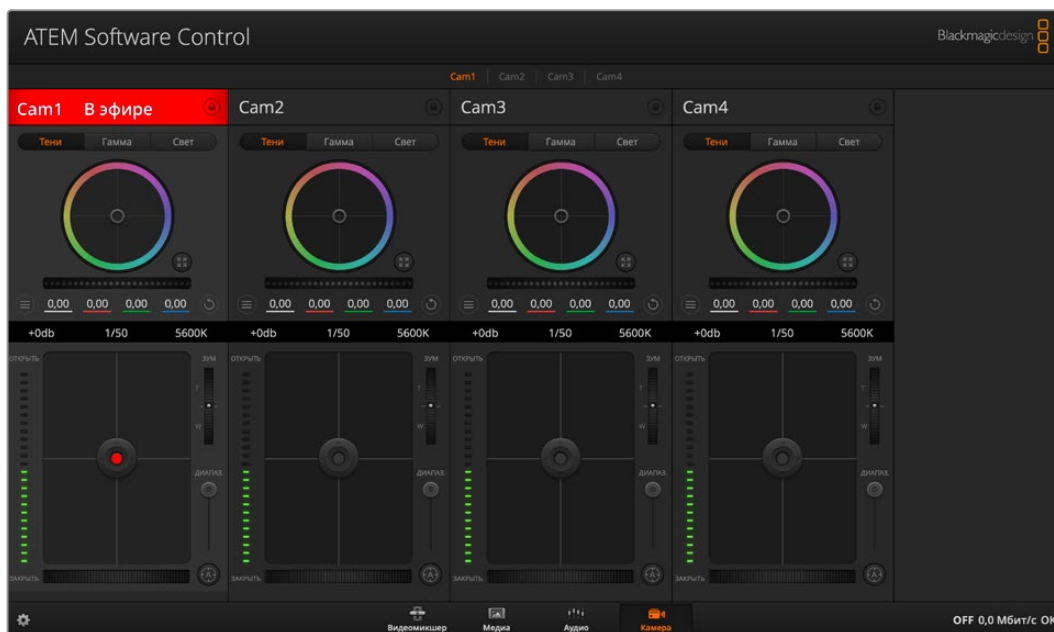 ATEM Software Control Blackmagicdesign
Cam1 Cam2 Cam3 Cam4
Cam1 В эфире Cam2 Cam3 Cam4
Тени Гамма Свет Тени Гамма Свет Тени Гамма Свет Тени Гамма Свет
0,00 0,00 0,00 0,00 0,00 0,00 0,00 0,00 0,00 0,00 0,00 0,00 0,00 0,00 0,00 0,00
+0db 1/50 5600K +0db 1/50 5600K +0db 1/50 5600K +0db 1/50 5600K
ОТКРЫТЬ ЗУМ ОТКРЫТЬ ЗУМ ОТКРЫТЬ ЗУМ ОТКРЫТЬ ЗУМ
T T T T
W W W W
ДИАПАЗ. ДИАПАЗ. ДИАПАЗ. ДИАПАЗ.
A A A A
ЗАКРЫТЬ ЗАКРЫТЬ ЗАКРЫТЬ ЗАКРЫТЬ
Видеомикшер Медиа Аудио Камера OFF 0,0 Мбит/с